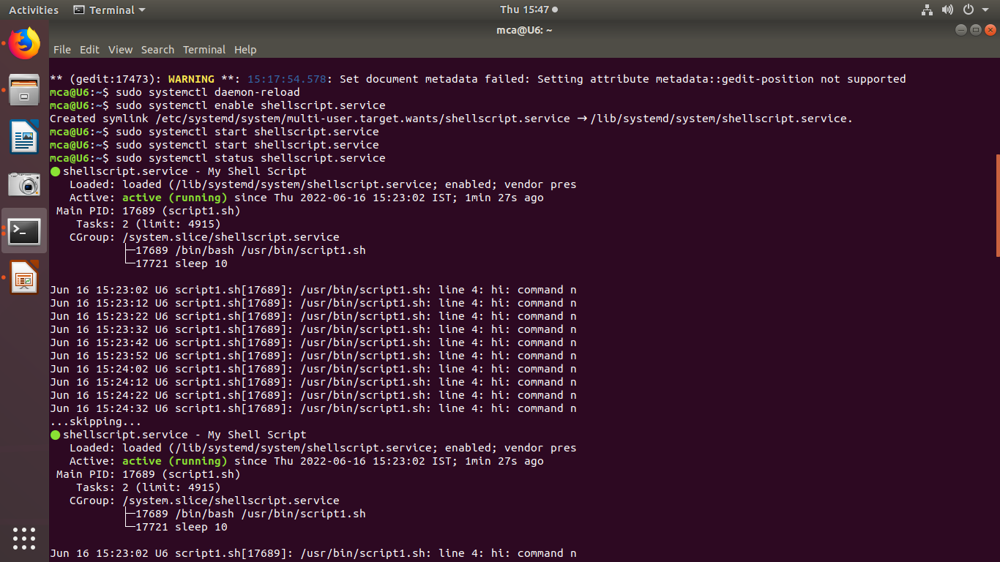 Activities Terminal Thu 15:47
mca@U6: ~
File Edit View Search Terminal Help
** (gedit:17473): WARNING **: 15:17:54.578: Set document metadata failed: Setting attribute metadata::gedit-position not supported
mca@U6:~$ sudo systemctl daemon-reload
mca@U6:~$ sudo systemctl enable shellscript.service
Created symlink /etc/systemd/system/multi-user.target.wants/shellscript.service → /lib/systemd/system/shellscript.service.
mca@U6:~$ sudo systemctl start shellscript.service
mca@U6:~$ sudo systemctl start shellscript.service
mca@U6:~$ sudo systemctl status shellscript.service
● shellscript.service - My Shell Script
   Loaded: loaded (/lib/systemd/system/shellscript.service; enabled; vendor pres
   Active: active (running) since Thu 2022-06-16 15:23:02 IST; 1min 27s ago
 Main PID: 17689 (script1.sh)
    Tasks: 2 (limit: 4915)
   CGroup: /system.slice/shellscript.service
           ├─17689 /bin/bash /usr/bin/script1.sh
           └─17721 sleep 10
Jun 16 15:23:02 U6 script1.sh[17689]: /usr/bin/script1.sh: line 4: hi: command n
Jun 16 15:23:12 U6 script1.sh[17689]: /usr/bin/script1.sh: line 4: hi: command n
Jun 16 15:23:22 U6 script1.sh[17689]: /usr/bin/script1.sh: line 4: hi: command n
Jun 16 15:23:32 U6 script1.sh[17689]: /usr/bin/script1.sh: line 4: hi: command n
Jun 16 15:23:42 U6 script1.sh[17689]: /usr/bin/script1.sh: line 4: hi: command n
Jun 16 15:23:52 U6 script1.sh[17689]: /usr/bin/script1.sh: line 4: hi: command n
Jun 16 15:24:02 U6 script1.sh[17689]: /usr/bin/script1.sh: line 4: hi: command n
Jun 16 15:24:12 U6 script1.sh[17689]: /usr/bin/script1.sh: line 4: hi: command n
Jun 16 15:24:22 U6 script1.sh[17689]: /usr/bin/script1.sh: line 4: hi: command n
Jun 16 15:24:32 U6 script1.sh[17689]: /usr/bin/script1.sh: line 4: hi: command n
...skipping...
● shellscript.service - My Shell Script
   Loaded: loaded (/lib/systemd/system/shellscript.service; enabled; vendor pres
   Active: active (running) since Thu 2022-06-16 15:23:02 IST; 1min 27s ago
 Main PID: 17689 (script1.sh)
    Tasks: 2 (limit: 4915)
   CGroup: /system.slice/shellscript.service
           ├─17689 /bin/bash /usr/bin/script1.sh
           └─17721 sleep 10
Jun 16 15:23:02 U6 script1.sh[17689]: /usr/bin/script1.sh: line 4: hi: command n